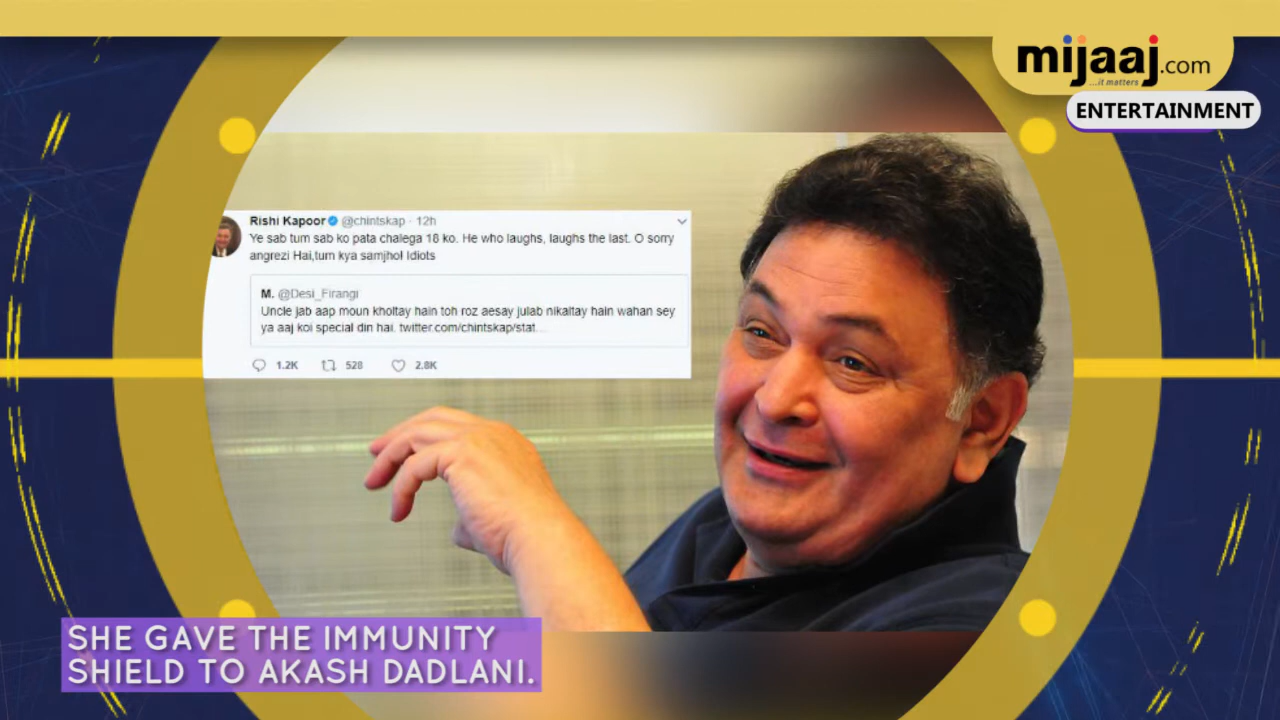 mijaaj.com
...it matters
ENTERTAINMENT
Rishi Kapoor @chintskap · 12h
Ye sab tum sab ko pata chalega 18 ko. He who laughs, laughs the last. O sorry
angrezi Hai,tum kya samjho! Idiots
M. @Desi_Firangi
Uncle jab aap moun kholtay hain toh roz aesay julab nikaltay hain wahan sey
ya aaj koi special din hai. twitter.com/chintskap/stat...
1.2K 528 2.8K
SHE GAVE THE IMMUNITY
SHIELD TO AKASH DADLANI.